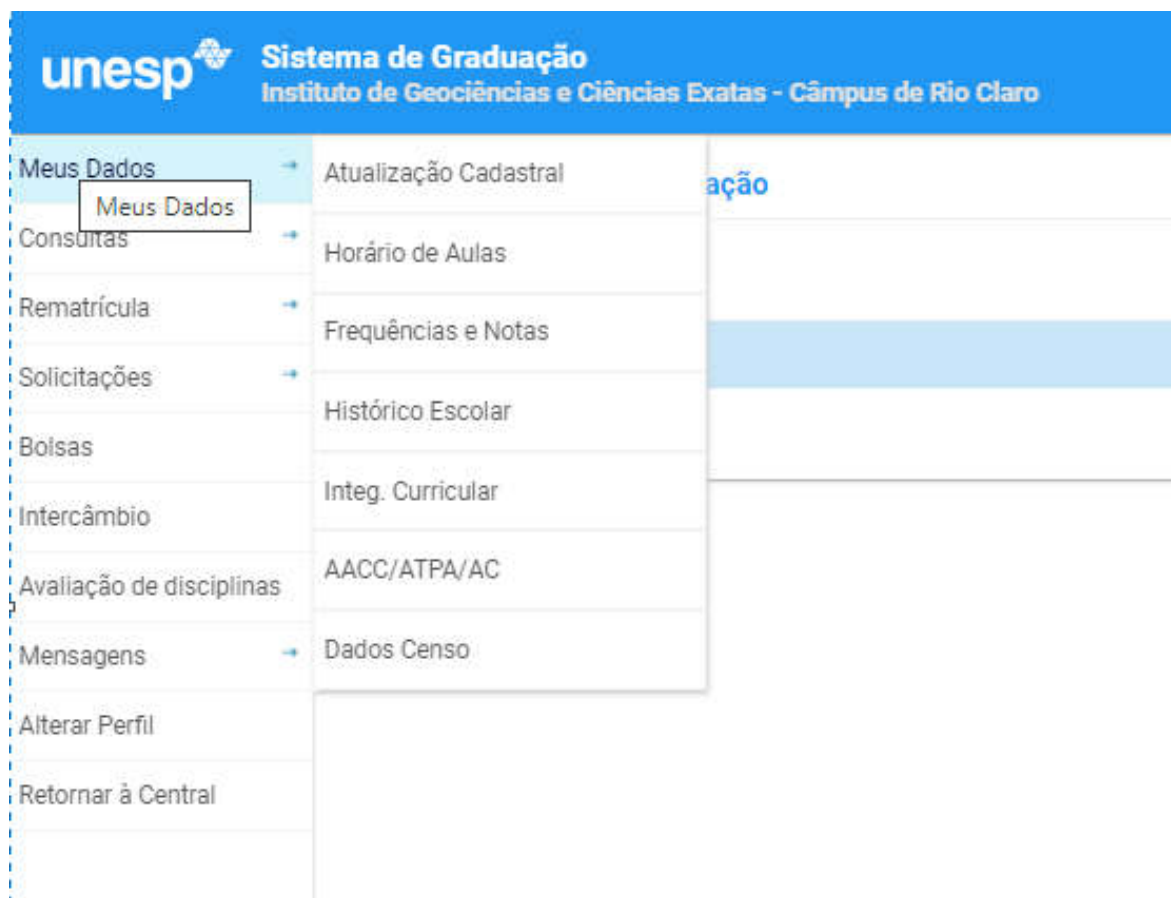 unesp
Sistema de Graduação
Instituto de Geociências e Ciências Exatas - Câmpus de Rio Claro
Meus Dados
Meus Dados
Consultas
Rematrícula
Solicitações
Bolsas
Intercâmbio
Avaliação de disciplinas
Mensagens
Alterar Perfil
Retornar à Central
Atualização Cadastral
Horário de Aulas
Frequências e Notas
Histórico Escolar
Integ. Curricular
AACC/ATPA/AC
Dados Censo
ação